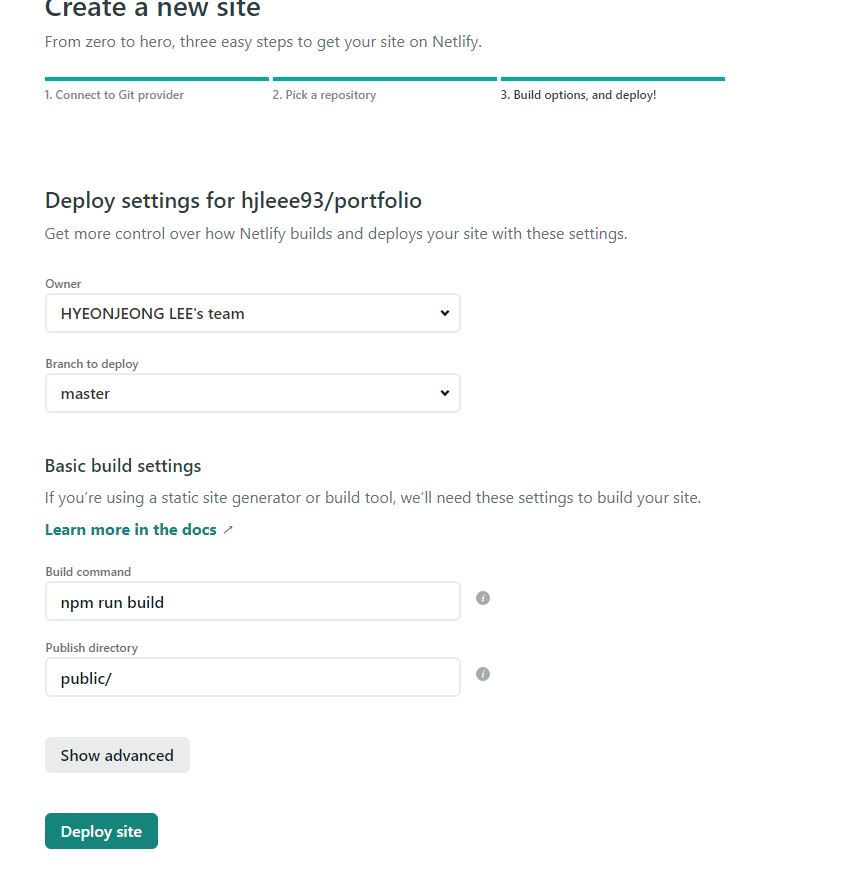 Create a new site
From zero to hero, three easy steps to get your site on Netlify.
1. Connect to Git provider
2. Pick a repository
3. Build options, and deploy!
Deploy settings for hjleee93/portfolio
Get more control over how Netlify builds and deploys your site with these settings.
Owner
HYEONJEONG LEE's team
Branch to deploy
master
Basic build settings
If you're using a static site generator or build tool, we'll need these settings to build your site.
Learn more in the docs ↗
Build command
npm run build
Publish directory
public/
Show advanced
Deploy site